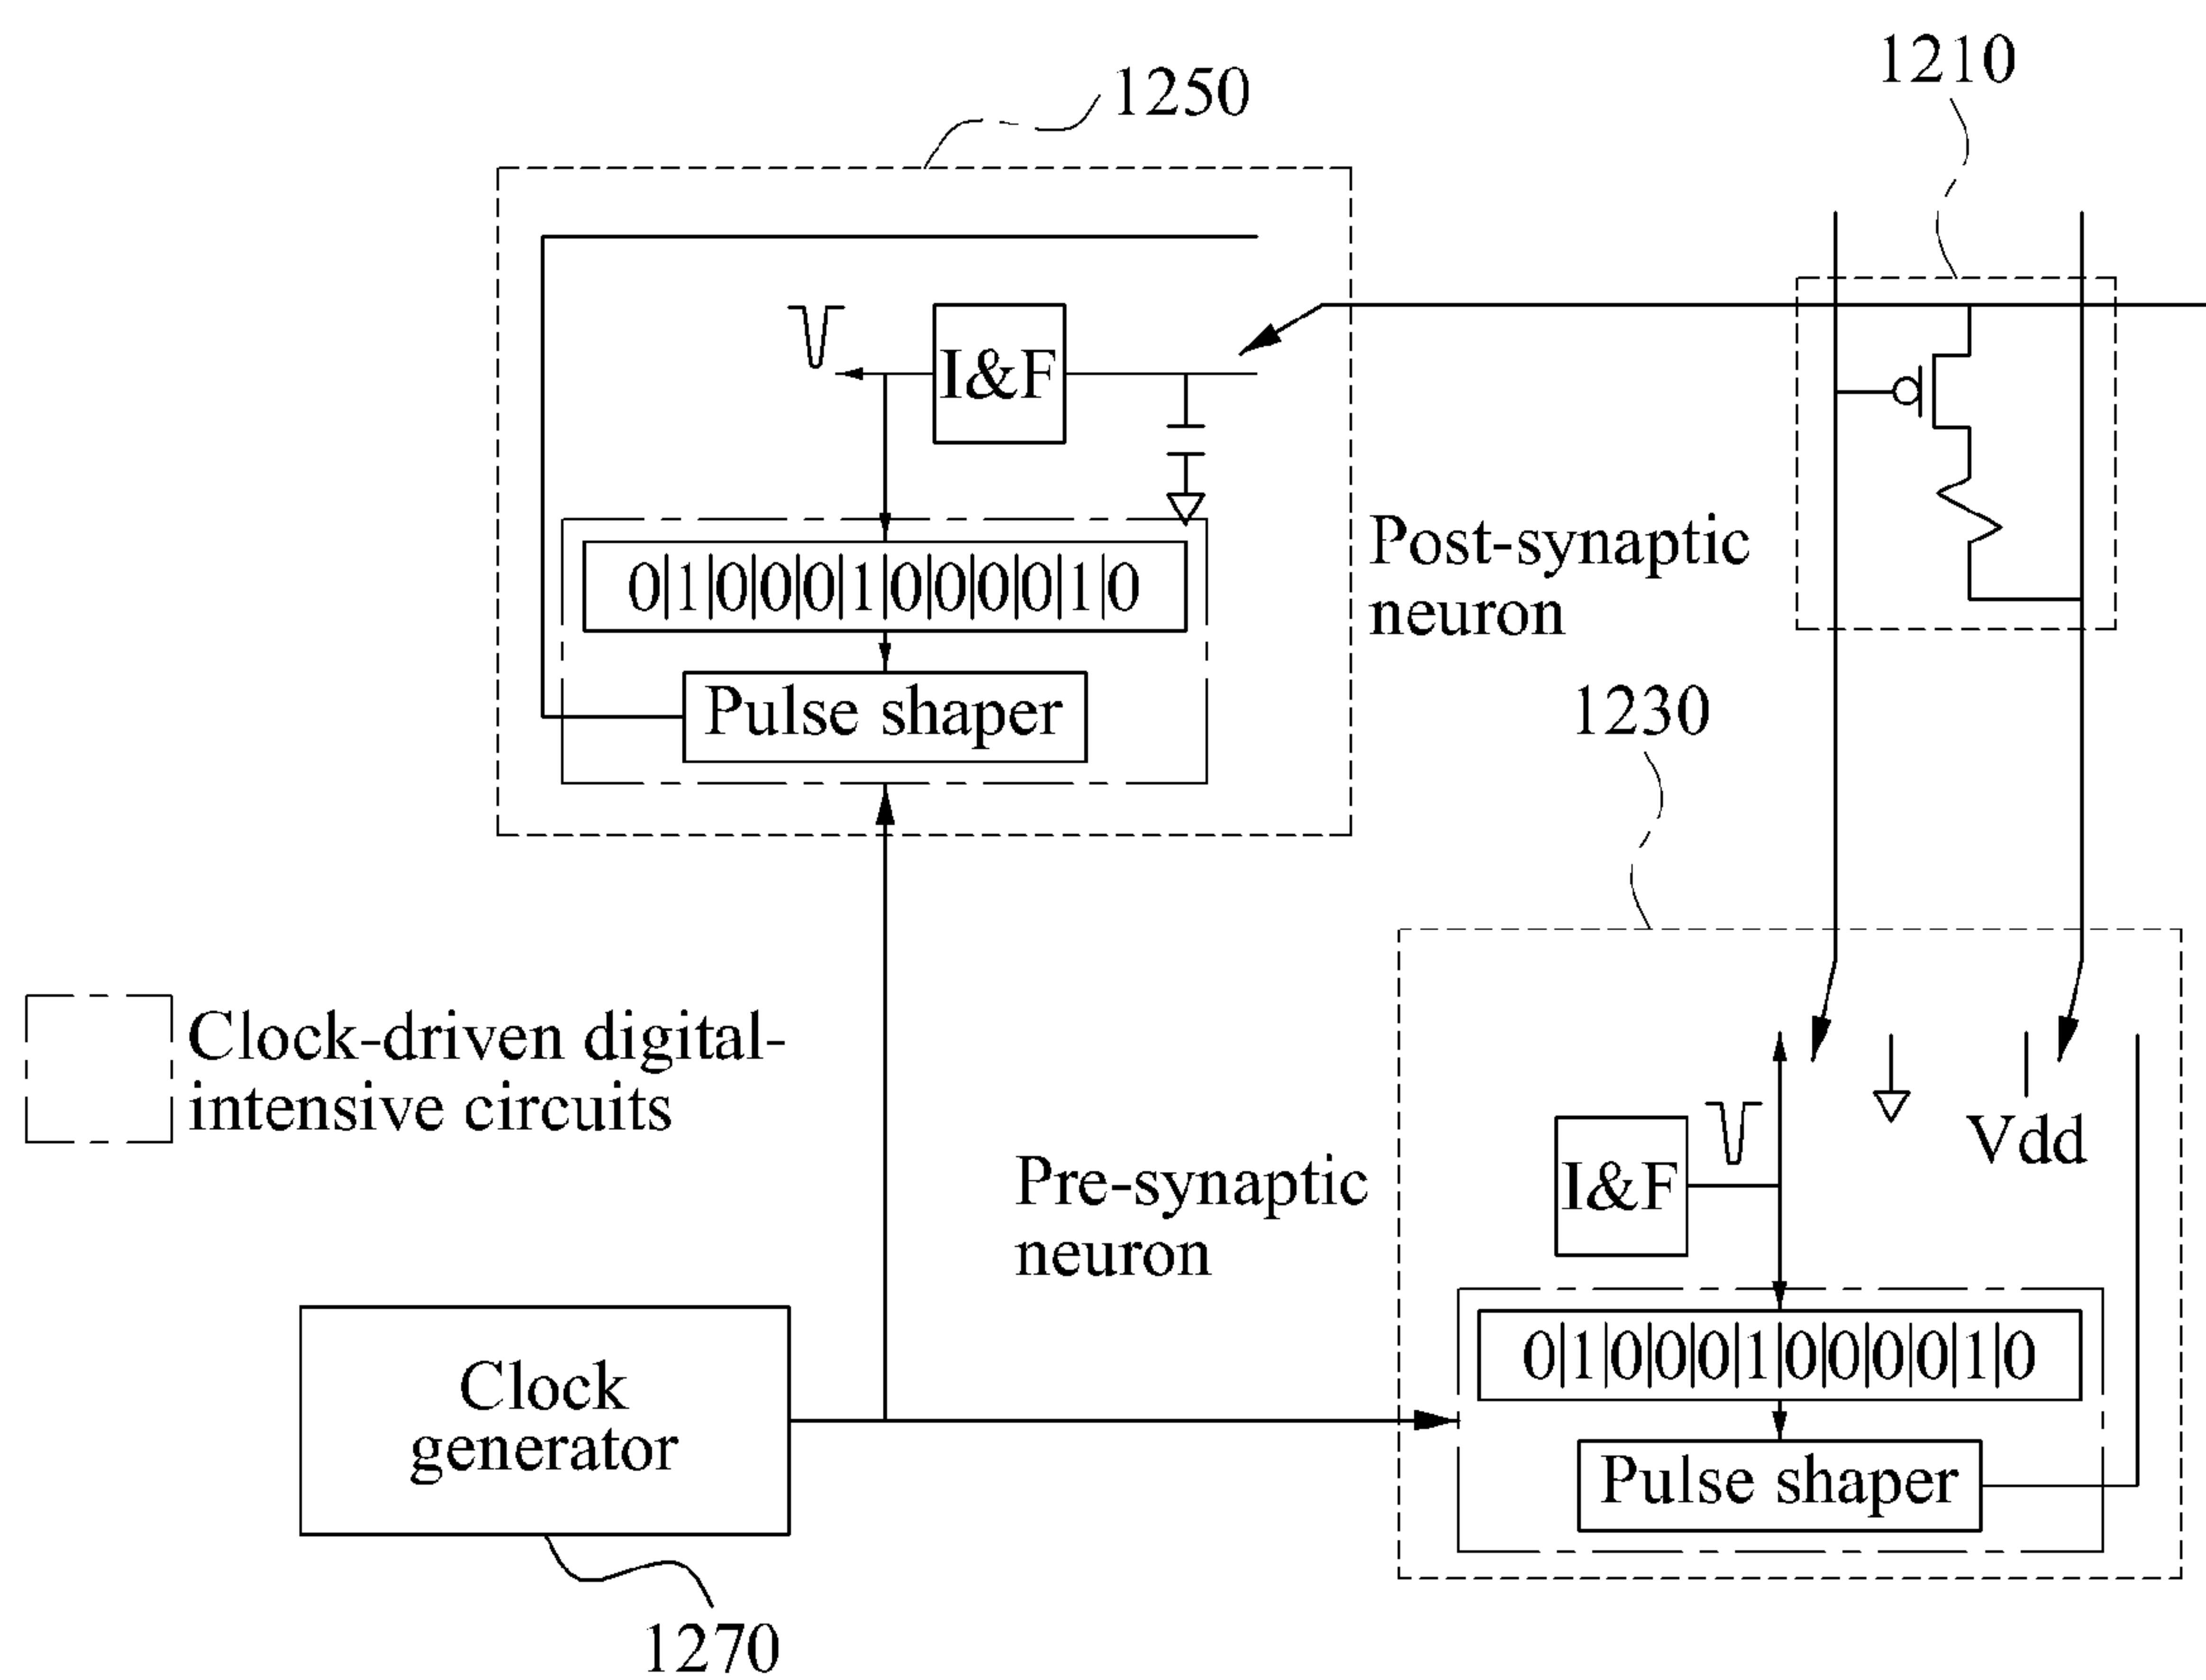 1210
1250
I&F
Post-synaptic
neuron
0|1|0|0|0|1|0|0|0|0|1|0
Pulse shaper
1230
Clock-driven digital-
intensive circuits
Vdd
Pre-synaptic
neuron
I&F
0|1|0|0|0|1|0|0|0|0|1|0
Clock
generator
Pulse shaper
1270